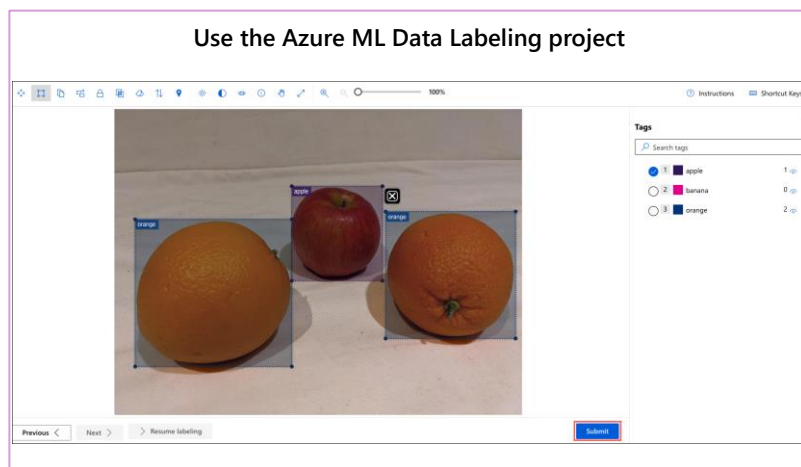 Use the Azure ML Data Labeling project
100%
Instructions
Shortcut Keys
Tags
Search tags
1 apple 1
2 banana 0
3 orange 2
apple
orange
orange
Previous
Next
Resume labeling
Submit